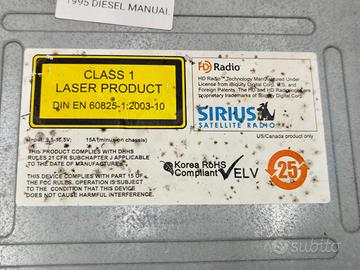 1995 DIESEL MANUAL
CLASS 1
LASER PRODUCT
DIN EN 60825-1:2003-10
HD Radio
HD Radio™ Technology Manufactured Under
License from iBiquity Digital Corp. U.S. and
Foreign Patents. The HD and HD Radio
proprietary trademarks of iBiquity Digital Corp.
SIRIUS
SATELLITE RADIO
US/Canada product only
15A(minus on chassis)
THIS PRODUCT COMPLIES WITH DHHS
RULES 21 CFR SUBCHAPTER J APPLICABLE
TO THE DATE OF MANUFACTURE.
THIS DEVICE COMPLIES WITH PART 15 OF
THE FCC RULES. OPERATION IS SUBJECT TO
THE CONDITION THAT THIS DEVICE DOES
NOT CAUSE HARMFUL INTERFERENCE.
Korea RoHS
Compliant
ELV
25
subito